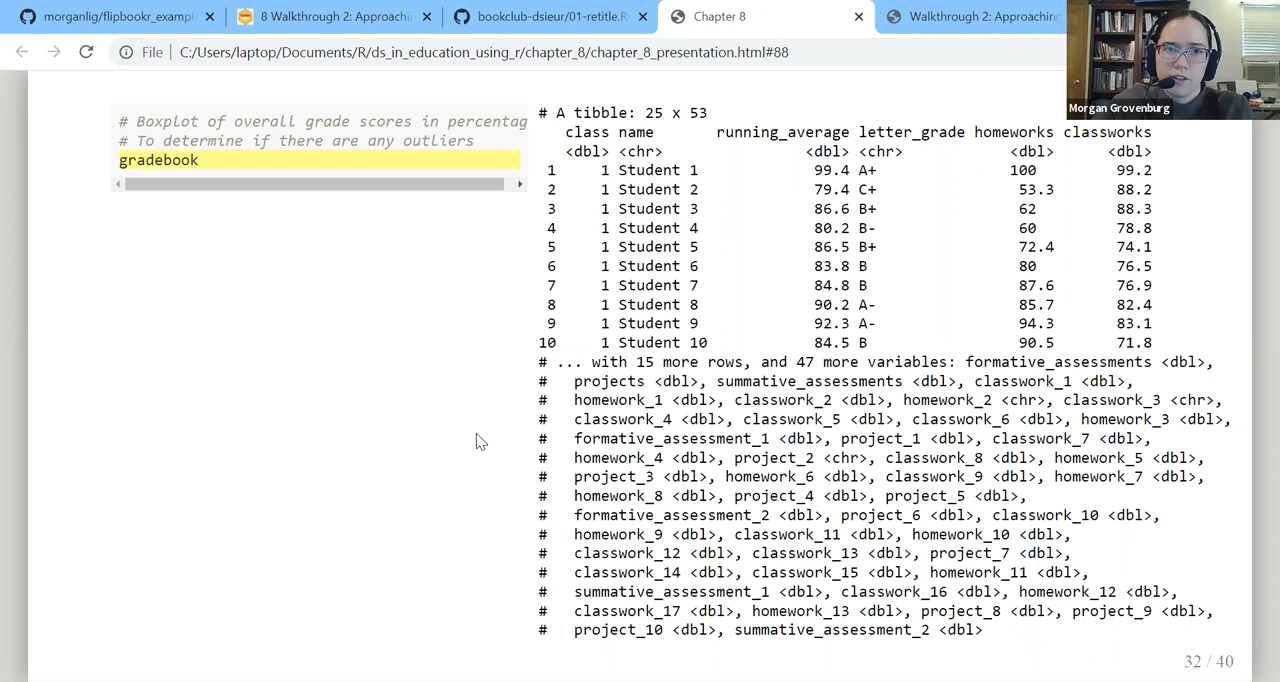 morganlig/flipbookr_exampl
8 Walkthrough 2: Approachi
bookclub-dsieur/01-retitle.R
Chapter 8
Walkthrough 2: Approaching
File | C:/Users/laptop/Documents/R/ds_in_education_using_r/chapter_8/chapter_8_presentation.html#88
Morgan Grovenburg
# Boxplot of overall grade summary percentag
# To determine if there are any outliers
gradebook
# A tibble: 25 x 53
class name running_average letter_grade homeworks classworks
<dbl> <chr> <dbl> <chr> <dbl> <dbl>
1 1 Student 1 99.4 A+ 100 99.2
2 1 Student 2 79.4 C+ 53.3 88.2
3 1 Student 3 86.6 B+ 62 88.3
4 1 Student 4 80.2 B- 60 78.8
5 1 Student 5 86.5 B+ 72.4 74.1
6 1 Student 6 83.8 B 80 76.5
7 1 Student 7 84.8 B 87.6 76.9
8 1 Student 8 90.2 A- 85.7 82.4
9 1 Student 9 92.3 A- 94.3 83.1
10 1 Student 10 84.5 B 90.5 71.8
# ... with 15 more rows, and 47 more variables: formative_assessments <dbl>,
# projects <dbl>, summative_assessments <dbl>, classwork_1 <dbl>,
# homework_1 <dbl>, classwork_2 <dbl>, homework_2 <chr>, classwork_3 <chr>,
# classwork_4 <dbl>, classwork_5 <dbl>, classwork_6 <dbl>, homework_3 <dbl>,
# formative_assessment_1 <dbl>, project_1 <dbl>, classwork_7 <dbl>,
# homework_4 <dbl>, project_2 <chr>, classwork_8 <dbl>, homework_5 <dbl>,
# project_3 <dbl>, homework_6 <dbl>, classwork_9 <dbl>, homework_7 <dbl>,
# homework_8 <dbl>, project_4 <dbl>, project_5 <dbl>,
# formative_assessment_2 <dbl>, project_6 <dbl>, classwork_10 <dbl>,
# homework_9 <dbl>, classwork_11 <dbl>, homework_10 <dbl>,
# classwork_12 <dbl>, classwork_13 <dbl>, project_7 <dbl>,
# classwork_14 <dbl>, classwork_15 <dbl>, homework_11 <dbl>,
# summative_assessment_1 <dbl>, classwork_16 <dbl>, homework_12 <dbl>,
# classwork_17 <dbl>, homework_13 <dbl>, project_8 <dbl>, project_9 <dbl>,
# project_10 <dbl>, summative_assessment_2 <dbl>
32 / 40